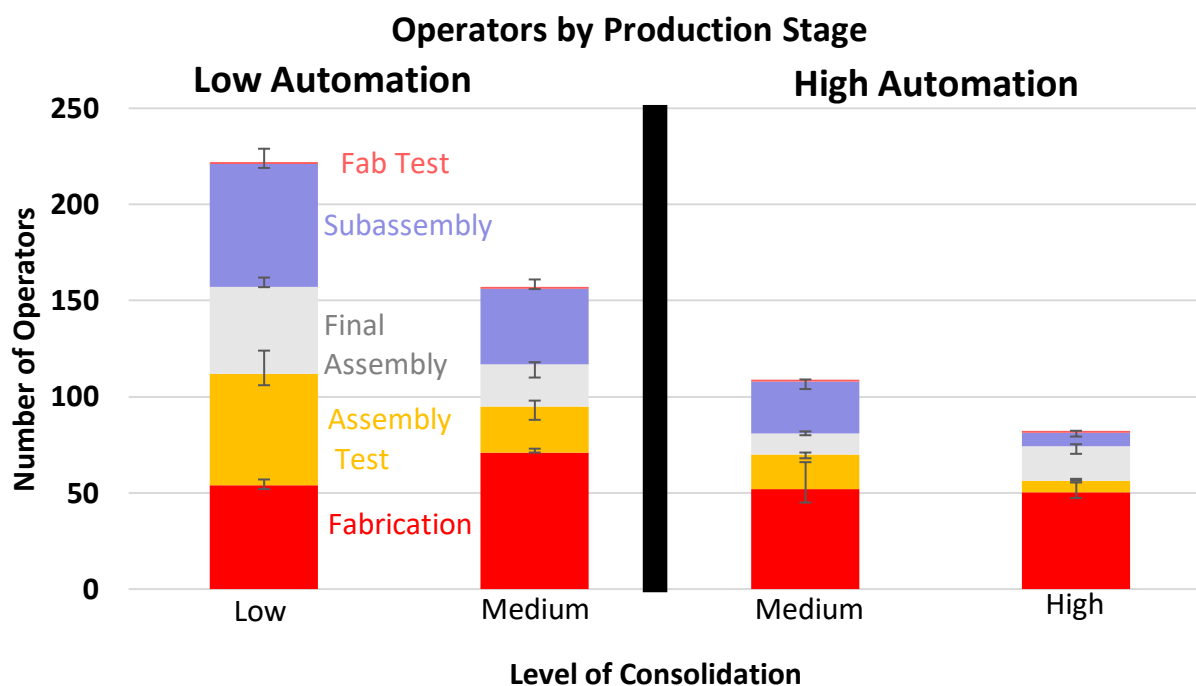 Operators by Production Stage
Low Automation
High Automation
Number of Operators
250
200
150
100
50
0
Fab Test
Subassembly
Final
Assembly
Assembly
Test
Fabrication
Low
Medium
Medium
High
Level of Consolidation